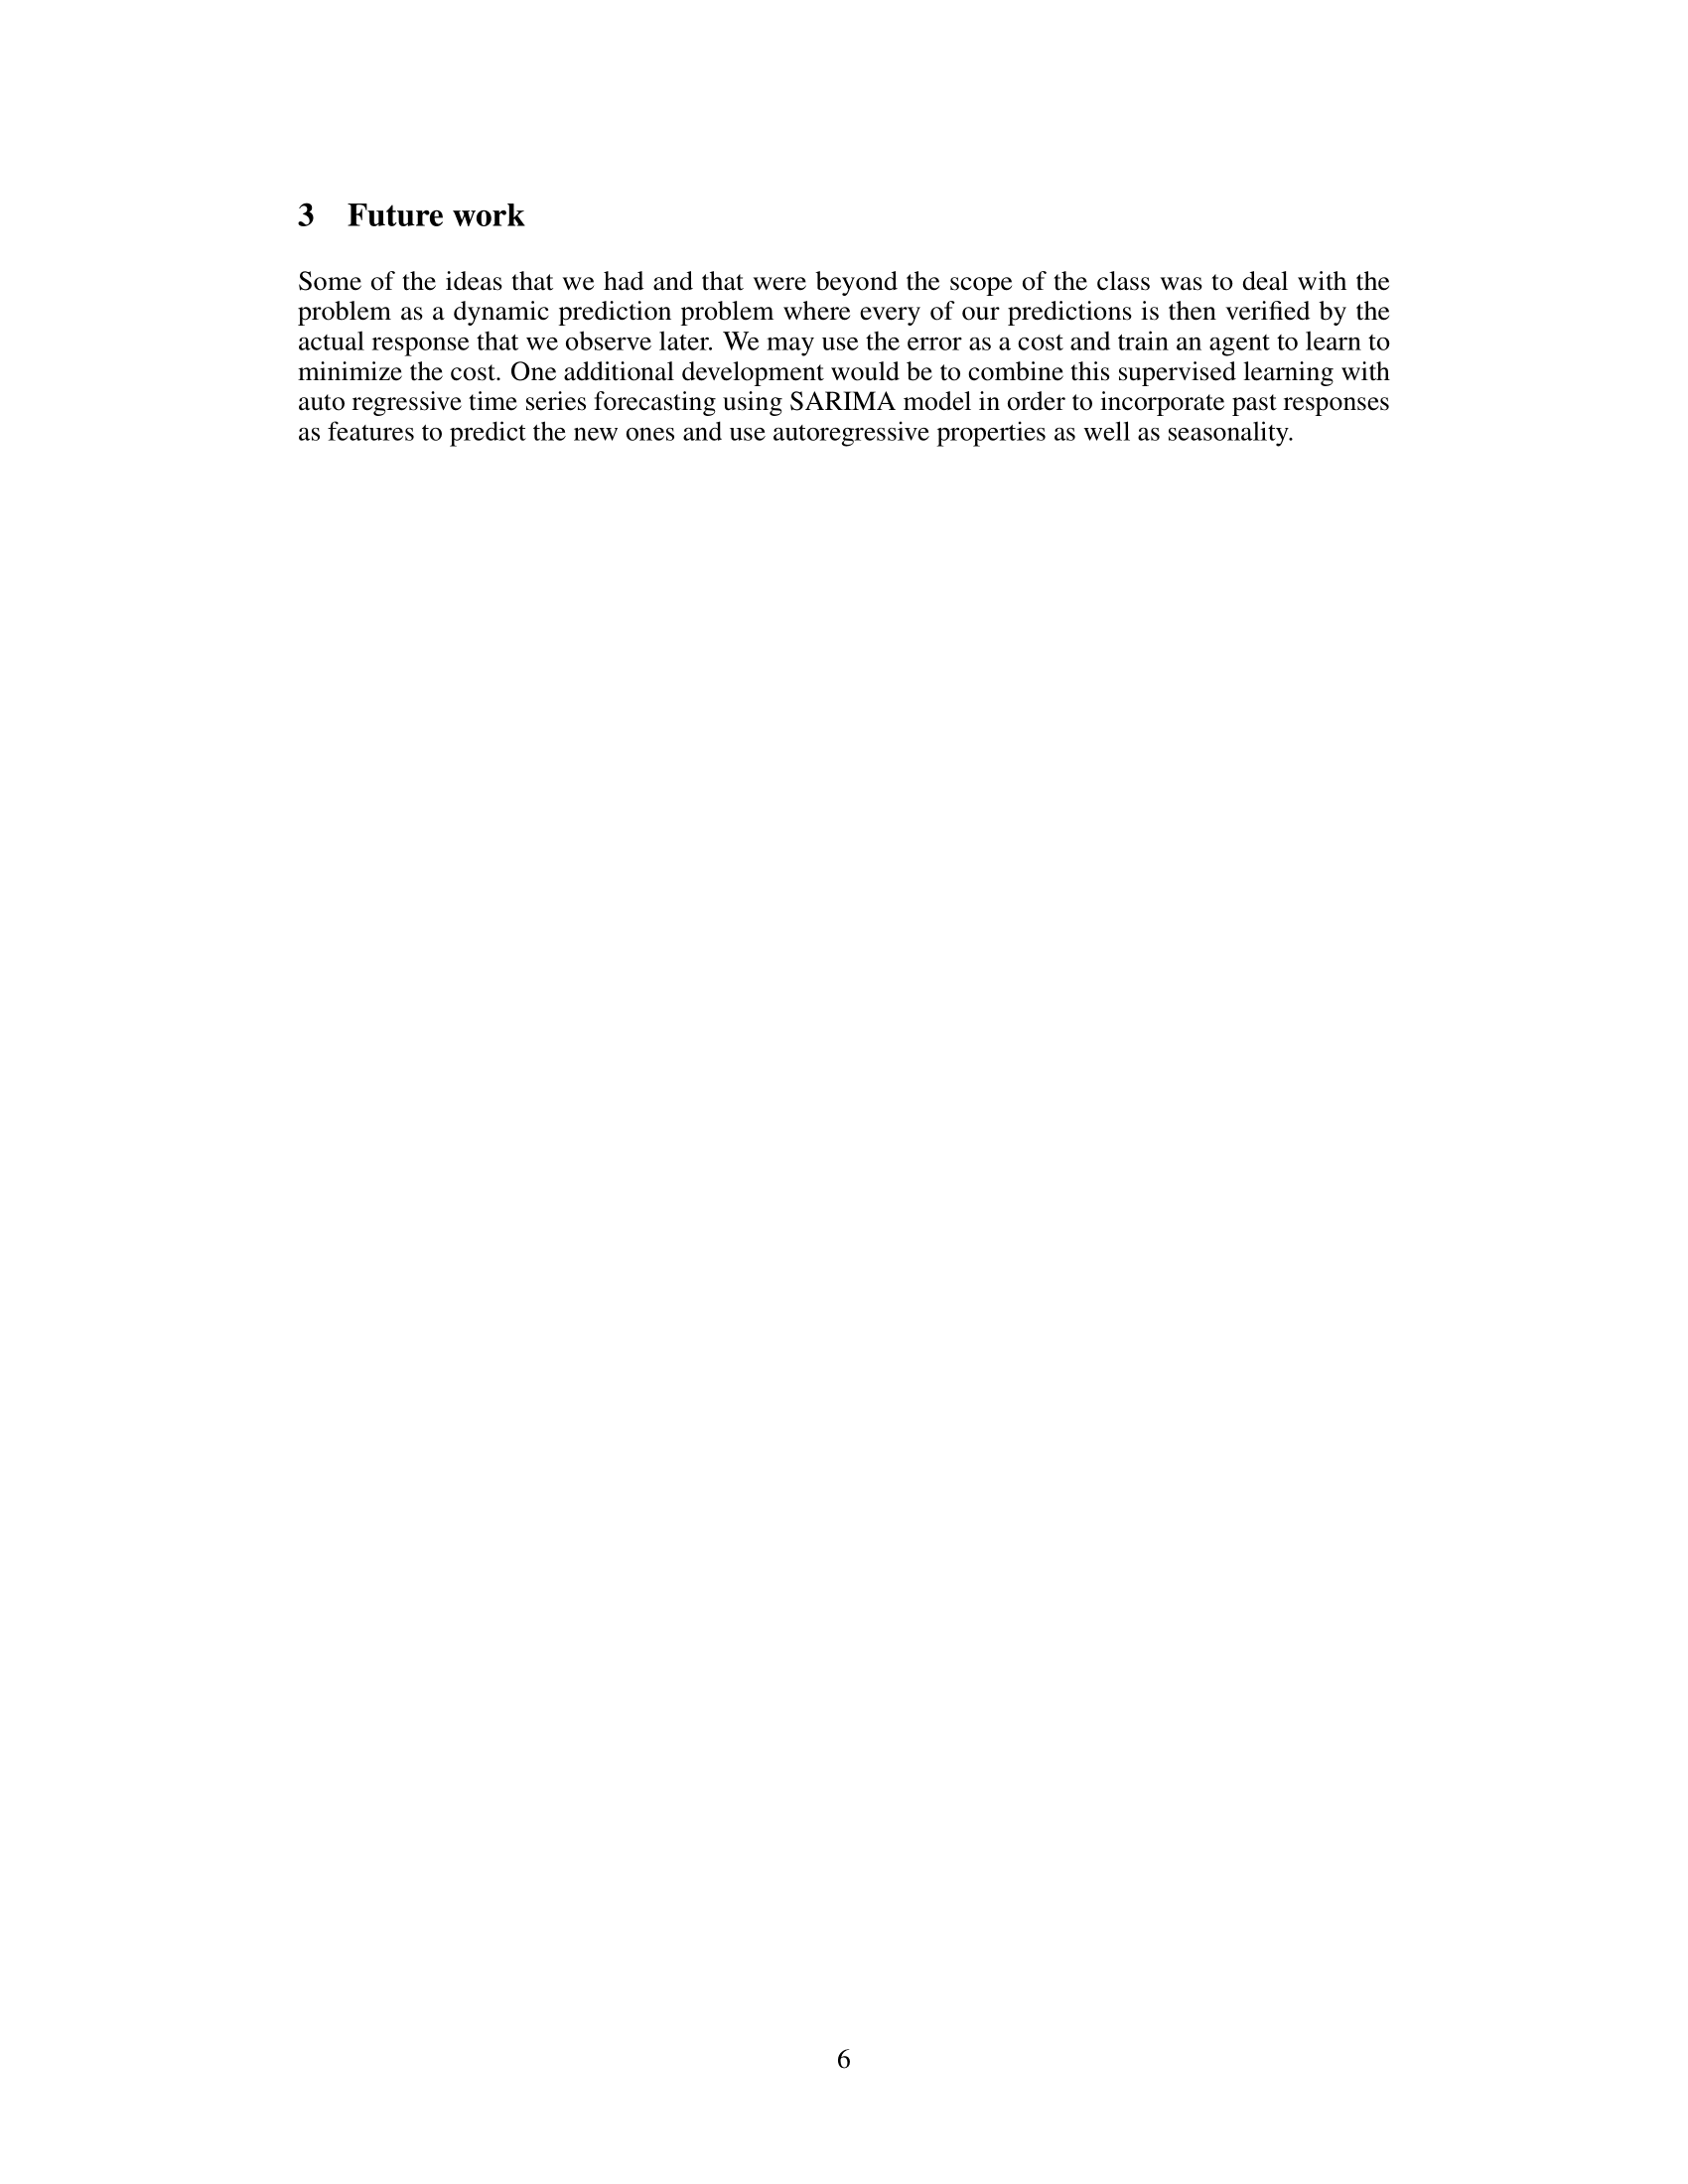 3 Future work
Some of the ideas that we had and that were beyond the scope of the class was to deal with the
problem as a dynamic prediction problem where every of our predictions is then verified by the
actual response that we observe later. We may use the error as a cost and train an agent to learn to
minimize the cost. One additional development would be to combine this supervised learning with
auto regressive time series forecasting using SARIMA model in order to incorporate past responses
as features to predict the new ones and use autoregressive properties as well as seasonality.
6